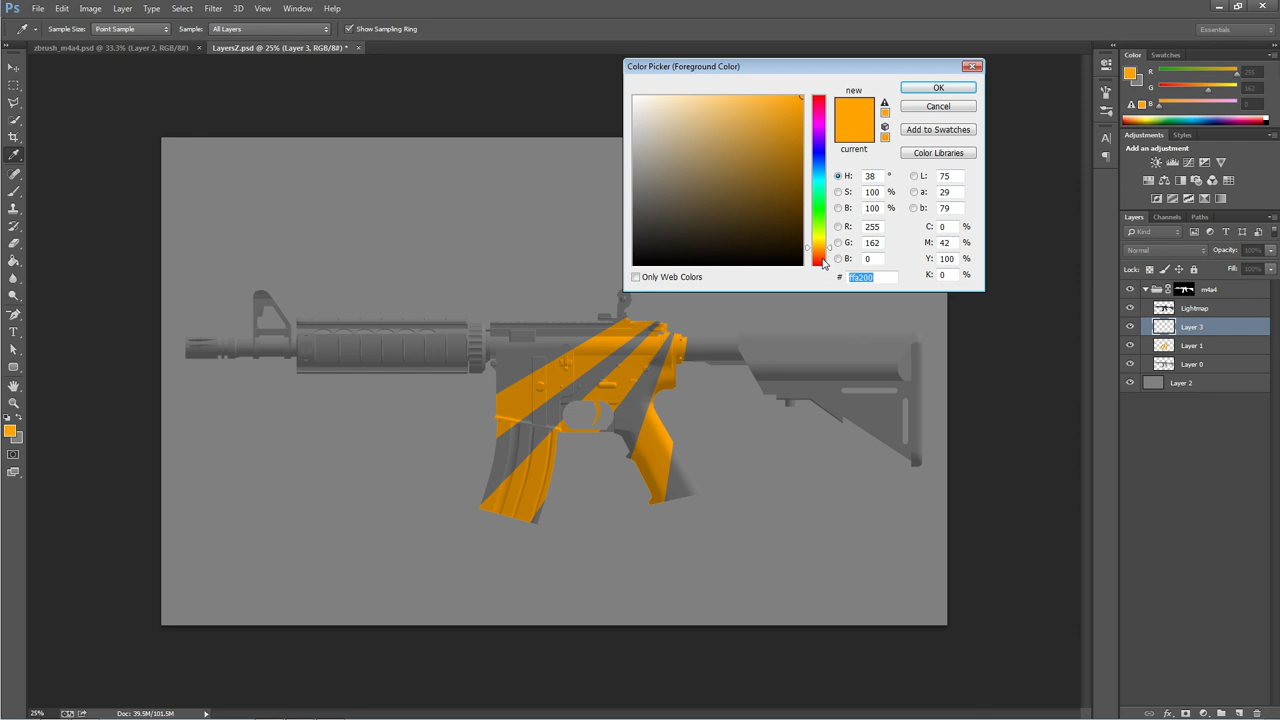 Ps File Edit Image Layer Type Select Filter 3D View Window Help
Sample Size: Point Sample Sample: All Layers Show Sampling Ring Essentials
zbrush_m4a4.psd @ 33.3% (Layer 2, RGB/8#) × LayersZ.psd @ 25% (Layer 3, RGB/8#) * ×
Color Picker (Foreground Color)
new
current
OK
Cancel
Add to Swatches
Color Libraries
H: 38 °
S: 100 %
B: 100 %
R: 255
G: 162
B: 0
# ffa200
L: 75
a: 29
b: 79
C: 0 %
M: 42 %
Y: 100 %
K: 0 %
Only Web Colors
Color Swatches
R 255
G 162
B 0
Adjustments Styles
Add an adjustment
Layers Channels Paths
Kind
Normal Opacity: 100%
Lock: Fill: 100%
m4a4
Lightmap
Layer 3
Layer 1
Layer 0
Layer 2
25% Doc: 39.5M/101.5M